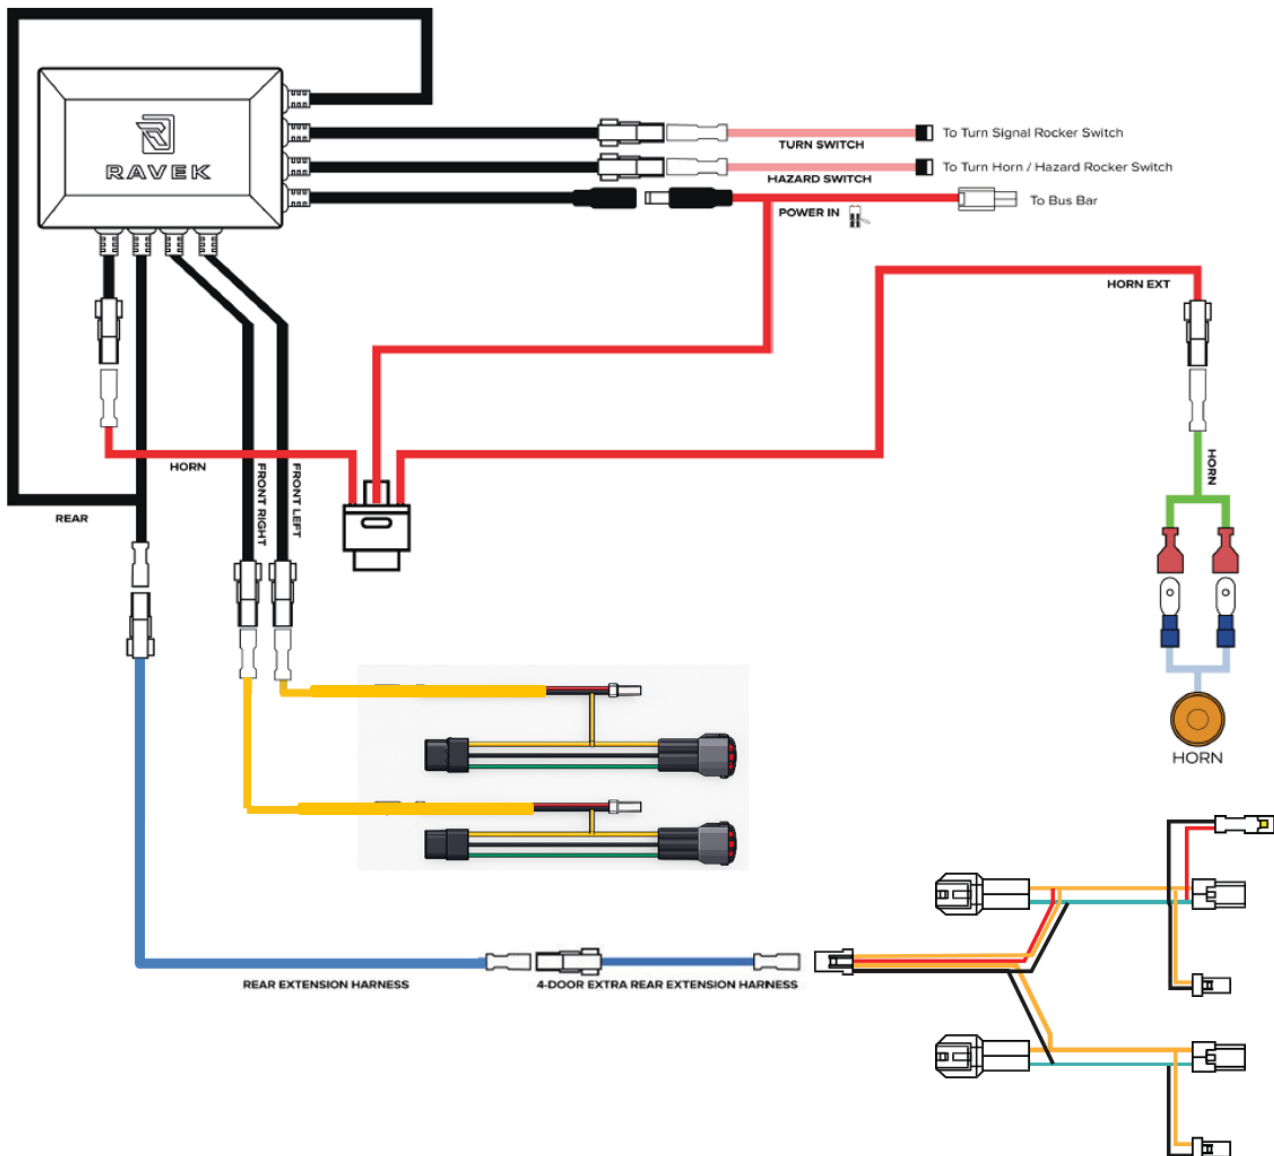 RAVEK
TURN SWITCH
To Turn Signal Rocker Switch
HAZARD SWITCH
To Turn Horn / Hazard Rocker Switch
POWER IN
To Bus Bar
HORN EXT
HORN
FRONT RIGHT
FRONT LEFT
HORN
REAR
HORN
REAR EXTENSION HARNESS
4-DOOR EXTRA REAR EXTENSION HARNESS